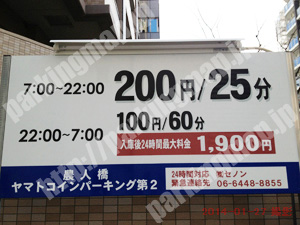 7:00~22:00 200円/25分
22:00~7:00 100円/60分
入庫後24時間最大料金 1,900円
農人橋
ヤマトコインパーキング第2
24時間対応 ㈱セノン
緊急連絡先 06-6448-8855
parkingmap.jp